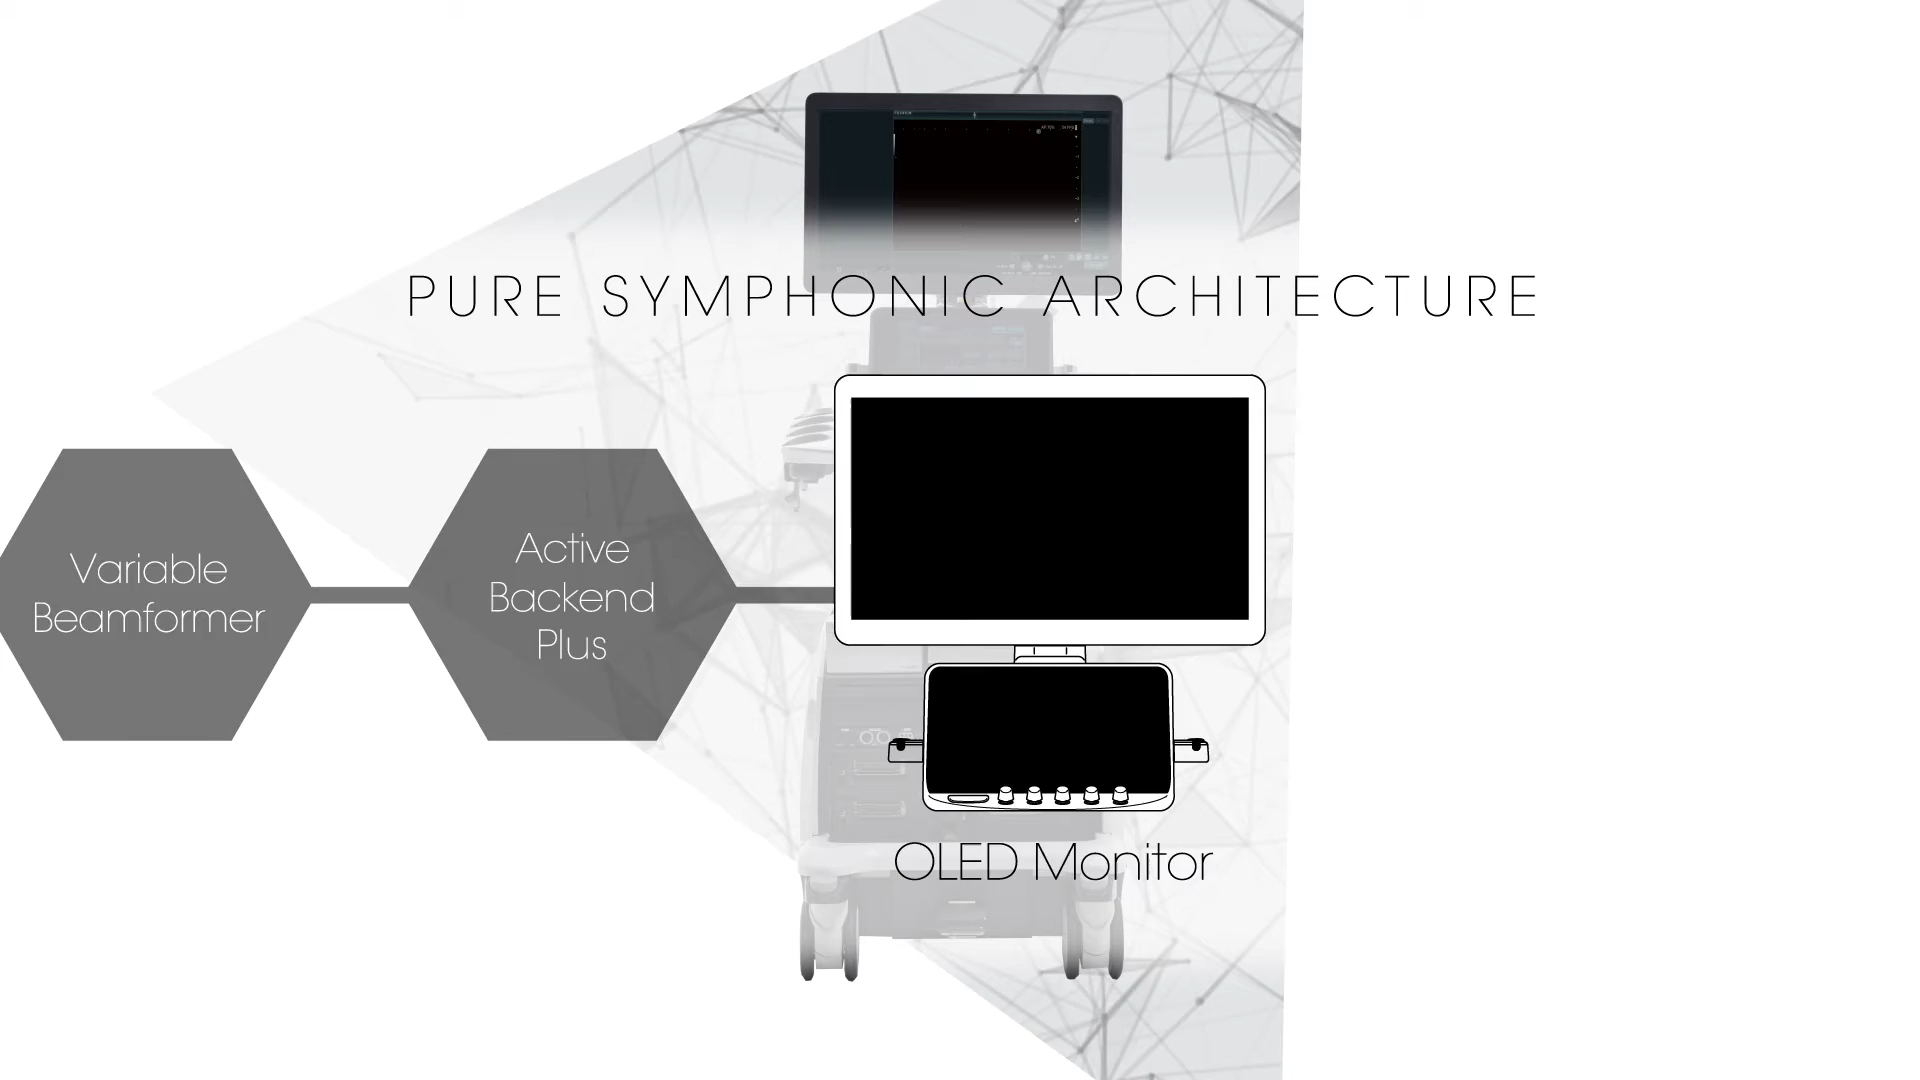 PURE SYMPHONIC ARCHITECTURE
Variable
Beamformer
Active
Backend
Plus
OLED Monitor